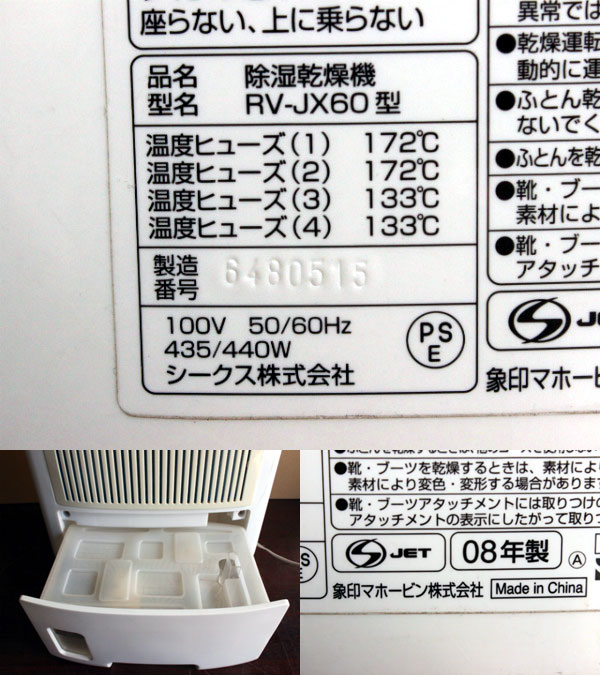 座らない、上に乗らない
品名 除湿乾燥機
型名 RV-JX60型
温度ヒューズ(1) 172℃
温度ヒューズ(2) 172℃
温度ヒューズ(3) 133℃
温度ヒューズ(4) 133℃
製造番号 6480515
100V 50/60Hz
435/440W
シークス株式会社
PSE
異常では
●乾燥運転
動的に運
●ふとん乾
ないでく
●ふとんを乾
●靴・ブーツ
素材によ
●靴・ブーツ
アタッチ
象印マホービン
●靴・ブーツを乾燥するときは、素材によ
素材により変色・変形する場合があります
●靴・ブーツアタッチメントには取りつけの
アタッチメントの表示にしたがって取りつ
JET 08年製 A
象印マホービン株式会社 Made in China